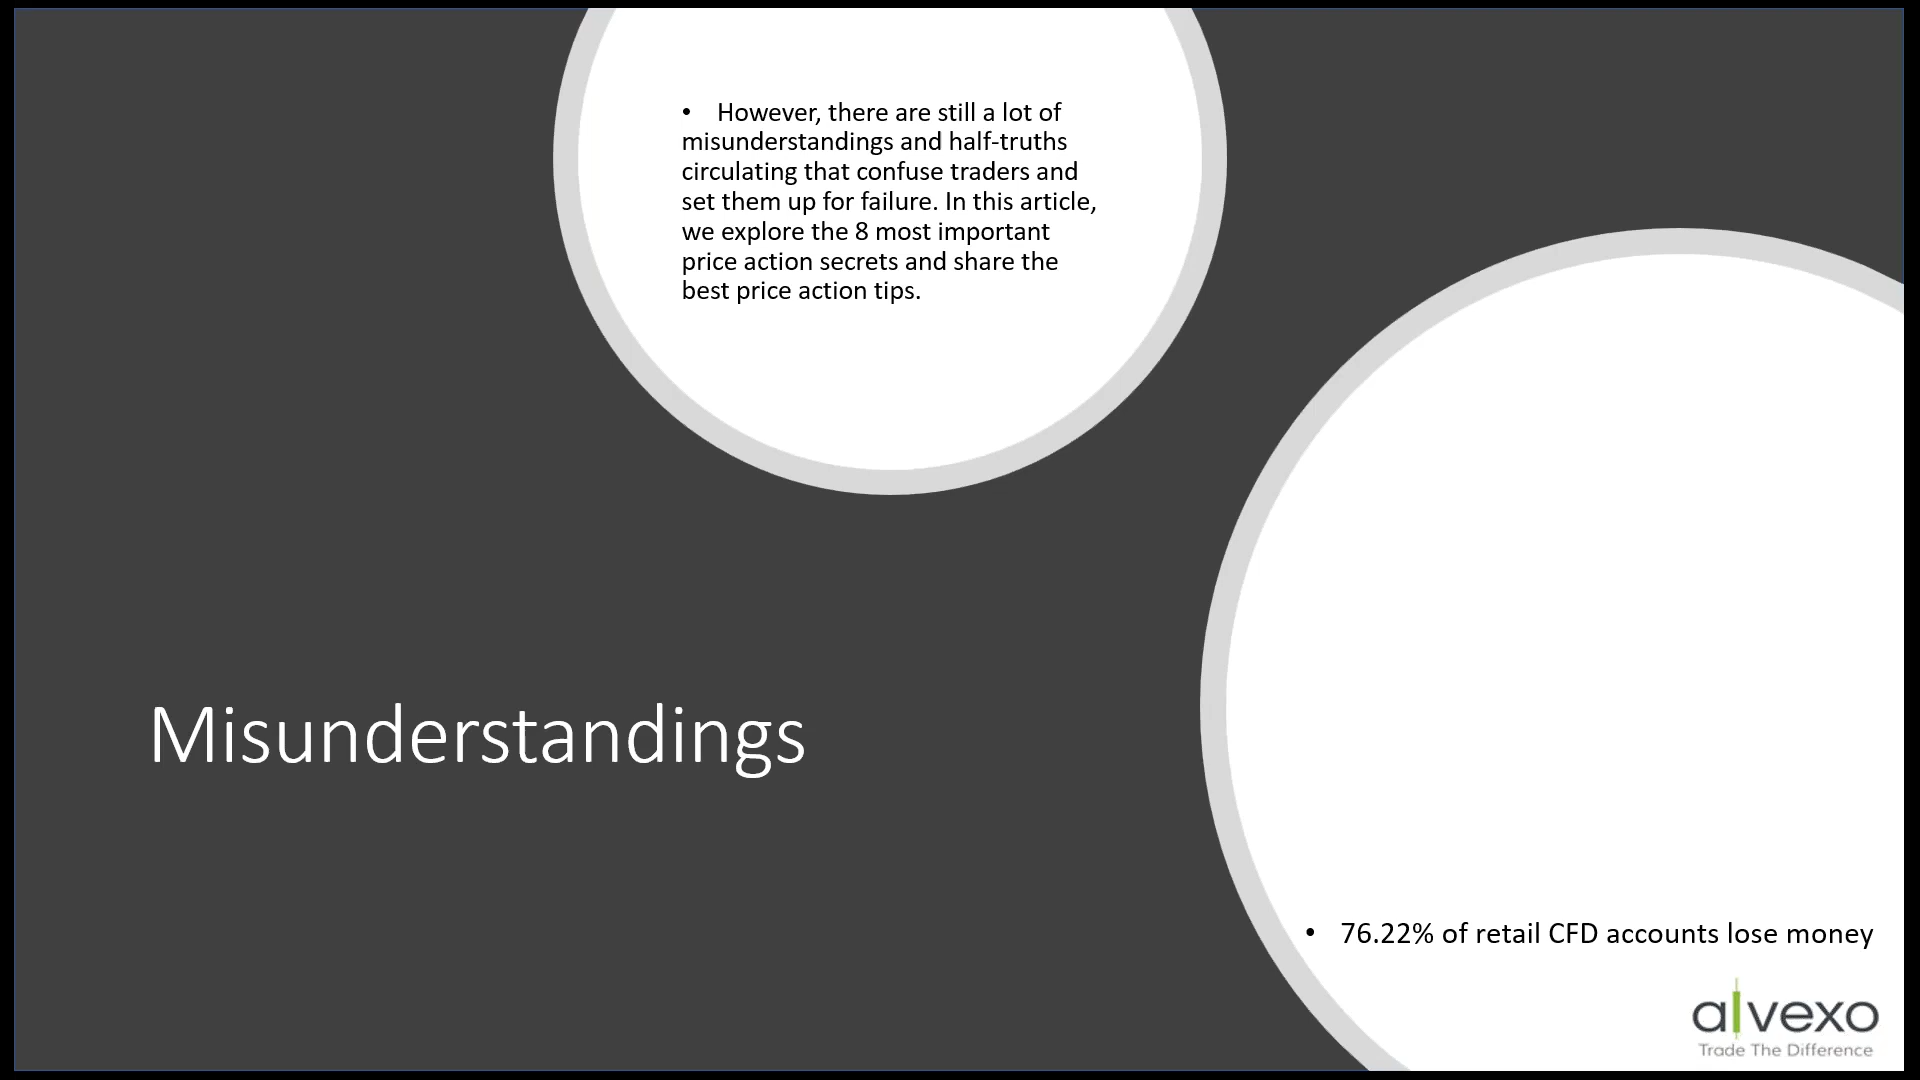 • However, there are still a lot of
misunderstandings and half-truths
circulating that confuse traders and
set them up for failure. In this article,
we explore the 8 most important
price action secrets and share the
best price action tips.
Misunderstandings
• 76.22% of retail CFD accounts lose money
alvexo
Trade The Difference